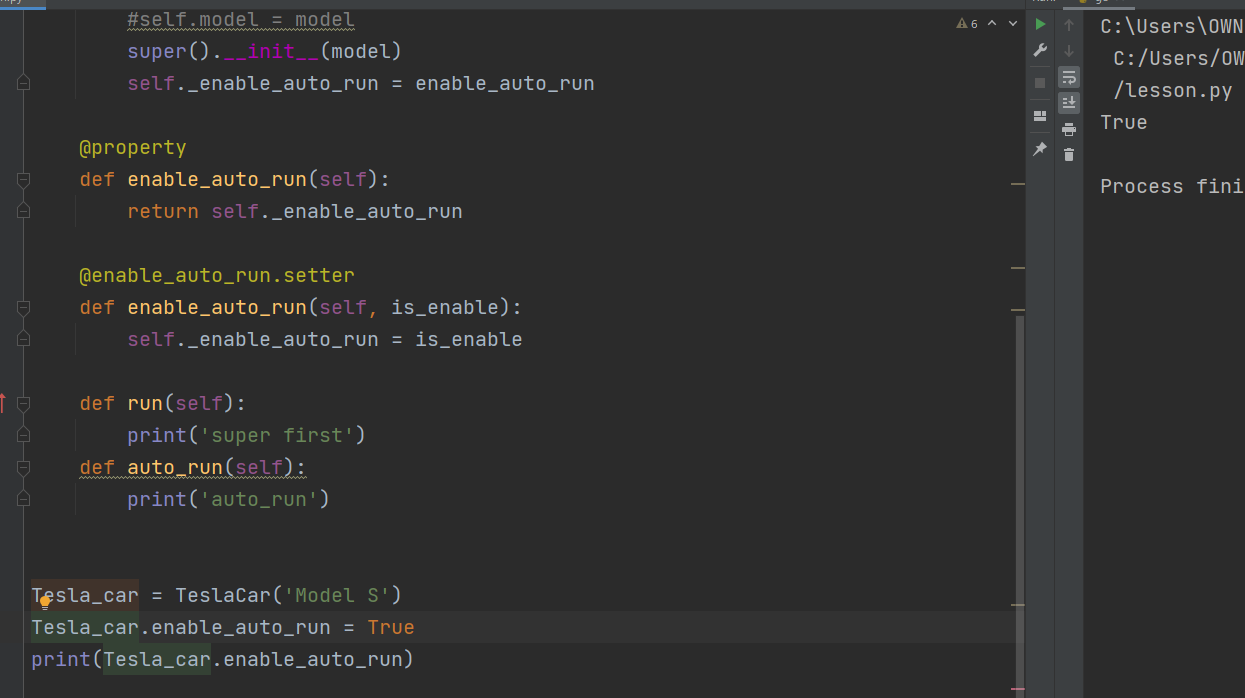 #self.model = model
super().__init__(model)
self._enable_auto_run = enable_auto_run
@property
def enable_auto_run(self):
return self._enable_auto_run
@enable_auto_run.setter
def enable_auto_run(self, is_enable):
self._enable_auto_run = is_enable
def run(self):
print('super first')
def auto_run(self):
print('auto_run')
Tesla_car = TeslaCar('Model S')
Tesla_car.enable_auto_run = True
print(Tesla_car.enable_auto_run)
6
C:\Users\OWN
C:/Users/OW
/lesson.py
True
Process fini